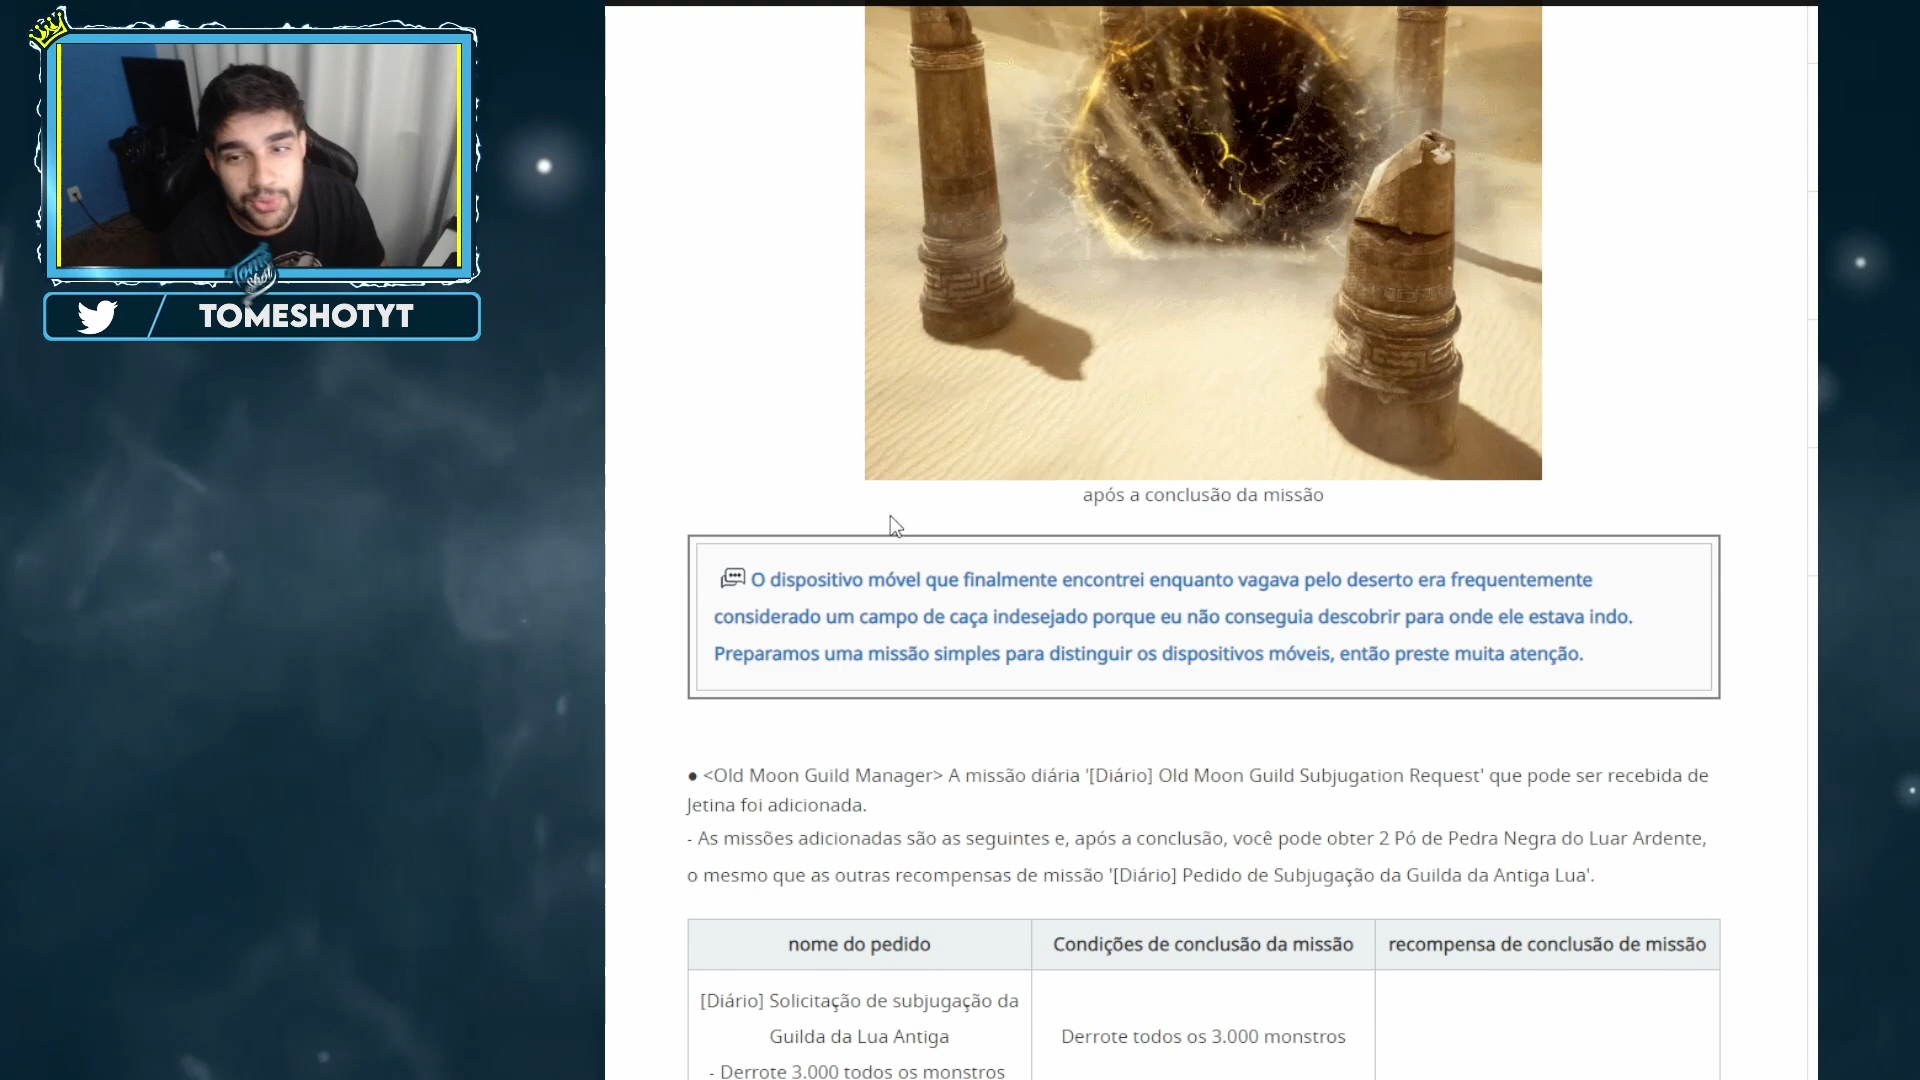 TOMESHOTYT
após a conclusão da missão
O dispositivo móvel que finalmente encontrei enquanto vagava pelo deserto era frequentemente
considerado um campo de caça indesejado porque eu não conseguia descobrir para onde ele estava indo.
Preparamos uma missão simples para distinguir os dispositivos móveis, então preste muita atenção.
● <Old Moon Guild Manager> A missão diária '[Diário] Old Moon Guild Subjugation Request' que pode ser recebida de
Jetina foi adicionada.
- As missões adicionadas são as seguintes e, após a conclusão, você pode obter 2 Pó de Pedra Negra do Luar Ardente,
o mesmo que as outras recompensas de missão '[Diário] Pedido de Subjugação da Guilda da Antiga Lua'.
nome do pedido
Condições de conclusão da missão
recompensa de conclusão de missão
[Diário] Solicitação de subjugação da
Guilda da Lua Antiga
- Derrote 3.000 todos os monstros
Derrote todos os 3.000 monstros